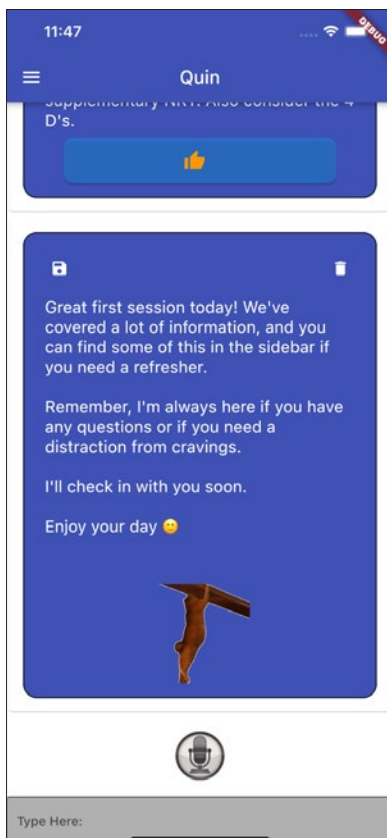 11:47
DEBUG
Quin
supplementary NRT. Also consider the 4
D's.
Great first session today! We've
covered a lot of information, and you
can find some of this in the sidebar if
you need a refresher.
Remember, I'm always here if you have
any questions or if you need a
distraction from cravings.
I'll check in with you soon.
Enjoy your day 🙂
Type Here: